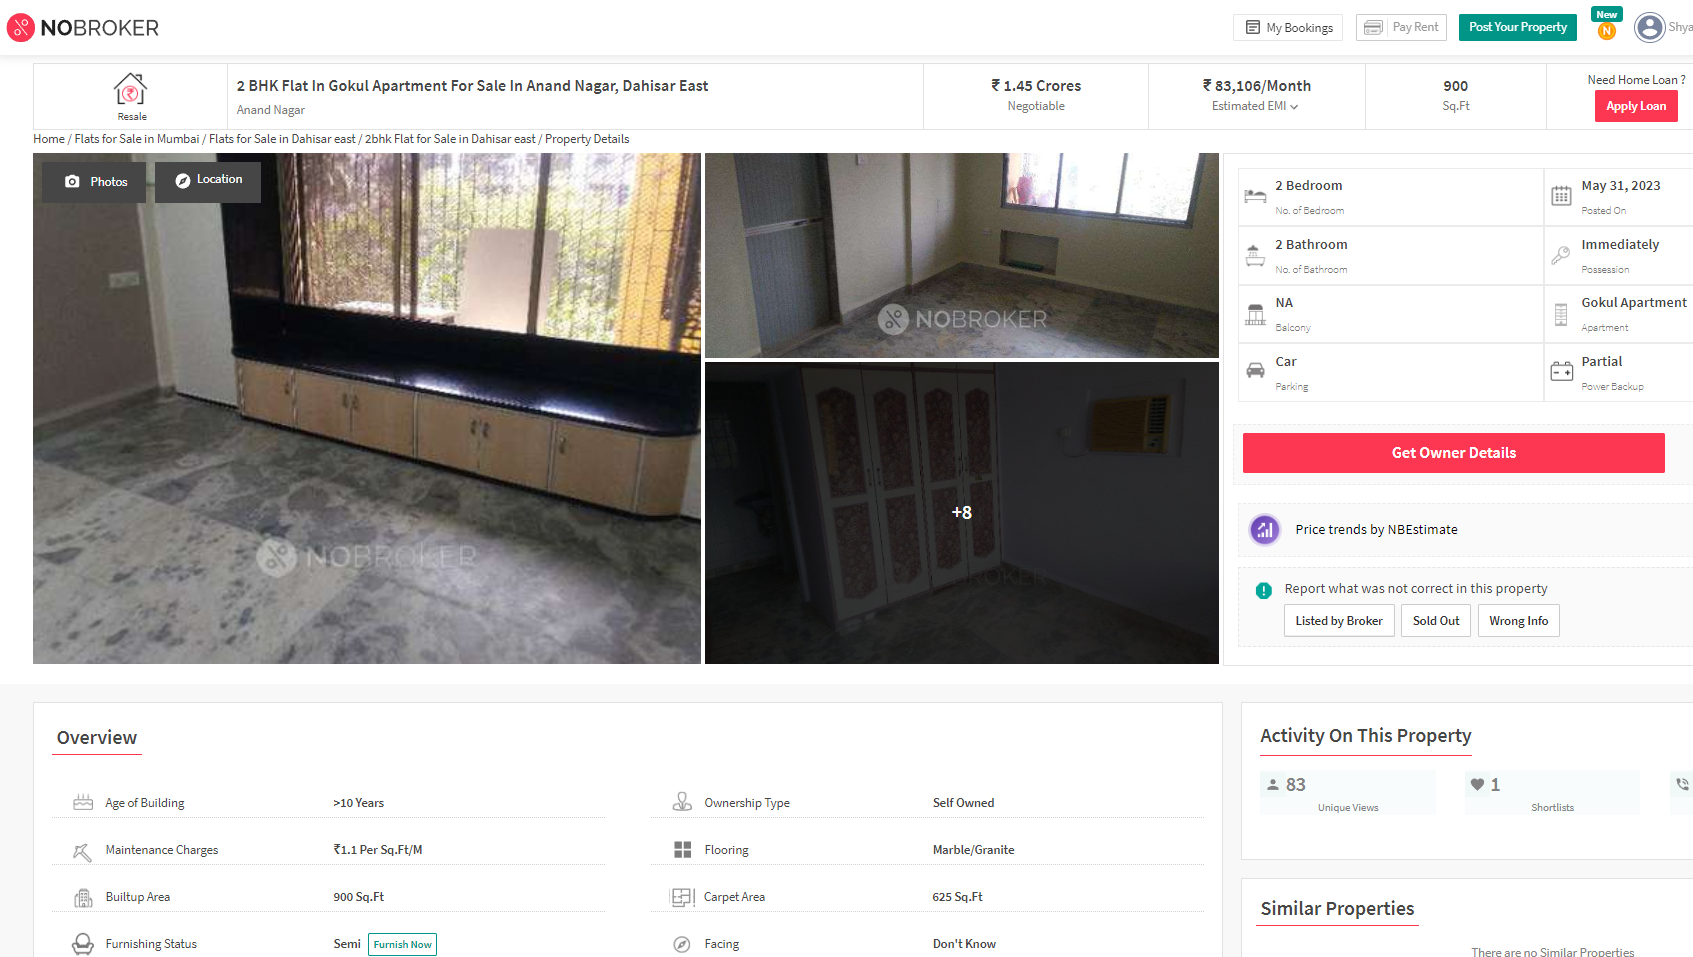 NOBROKER
My Bookings
Pay Rent
Post Your Property
New
N
Shya
Resale
2 BHK Flat In Gokul Apartment For Sale In Anand Nagar, Dahisar East
Anand Nagar
₹ 1.45 Crores
Negotiable
₹ 83,106/Month
Estimated EMI
900
Sq.Ft
Need Home Loan ?
Apply Loan
Home / Flats for Sale in Mumbai / Flats for Sale in Dahisar east / 2bhk Flat for Sale in Dahisar east / Property Details
Photos
Location
NOBROKER
NOBROKER
+8
NOBROKER
2 Bedroom
No. of Bedroom
May 31, 2023
Posted On
2 Bathroom
No. of Bathroom
Immediately
Possession
NA
Balcony
Gokul Apartment
Apartment
Car
Parking
Partial
Power Backup
Get Owner Details
Price trends by NBEstimate
Report what was not correct in this property
Listed by Broker
Sold Out
Wrong Info
Overview
Age of Building
>10 Years
Ownership Type
Self Owned
Maintenance Charges
₹1.1 Per Sq.Ft/M
Flooring
Marble/Granite
Builtup Area
900 Sq.Ft
Carpet Area
625 Sq.Ft
Furnishing Status
Semi
Furnish Now
Facing
Don't Know
Activity On This Property
83
Unique Views
1
Shortlists
Similar Properties
There are no Similar Properties